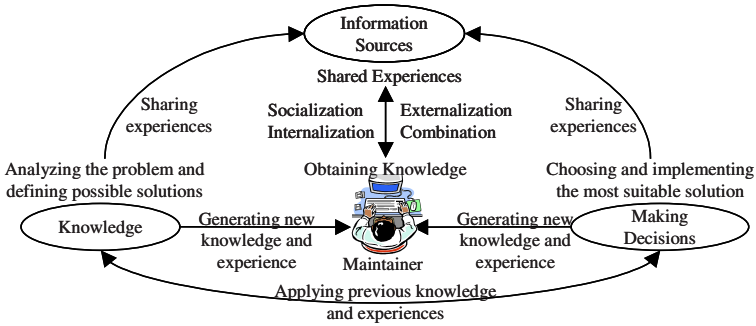 Information
Sources
Shared Experiences
Sharing
experiences
Socialization
Internalization
Externalization
Combination
Sharing
experiences
Analyzing the problem and
defining possible solutions
Obtaining Knowledge
Choosing and implementing
the most suitable solution
Knowledge
Generating new
knowledge and
experience
Maintainer
Generating new
knowledge and
experience
Making
Decisions
Applying previous knowledge
and experiences